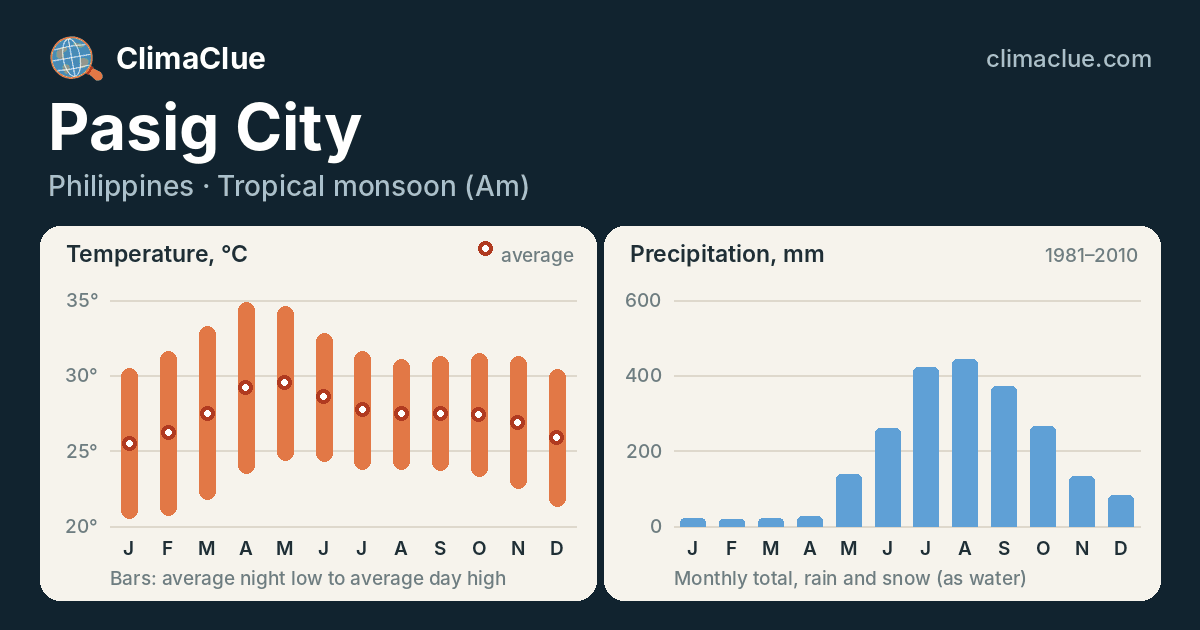 ClimaClue
climaclue.com
Pasig City
Philippines · Tropical monsoon (Am)
Temperature, °C
average
35°
30°
25°
20°
J F M A M J J A S O N D
Bars: average night low to average day high
Precipitation, mm
1981–2010
600
400
200
0
J F M A M J J A S O N D
Monthly total, rain and snow (as water)